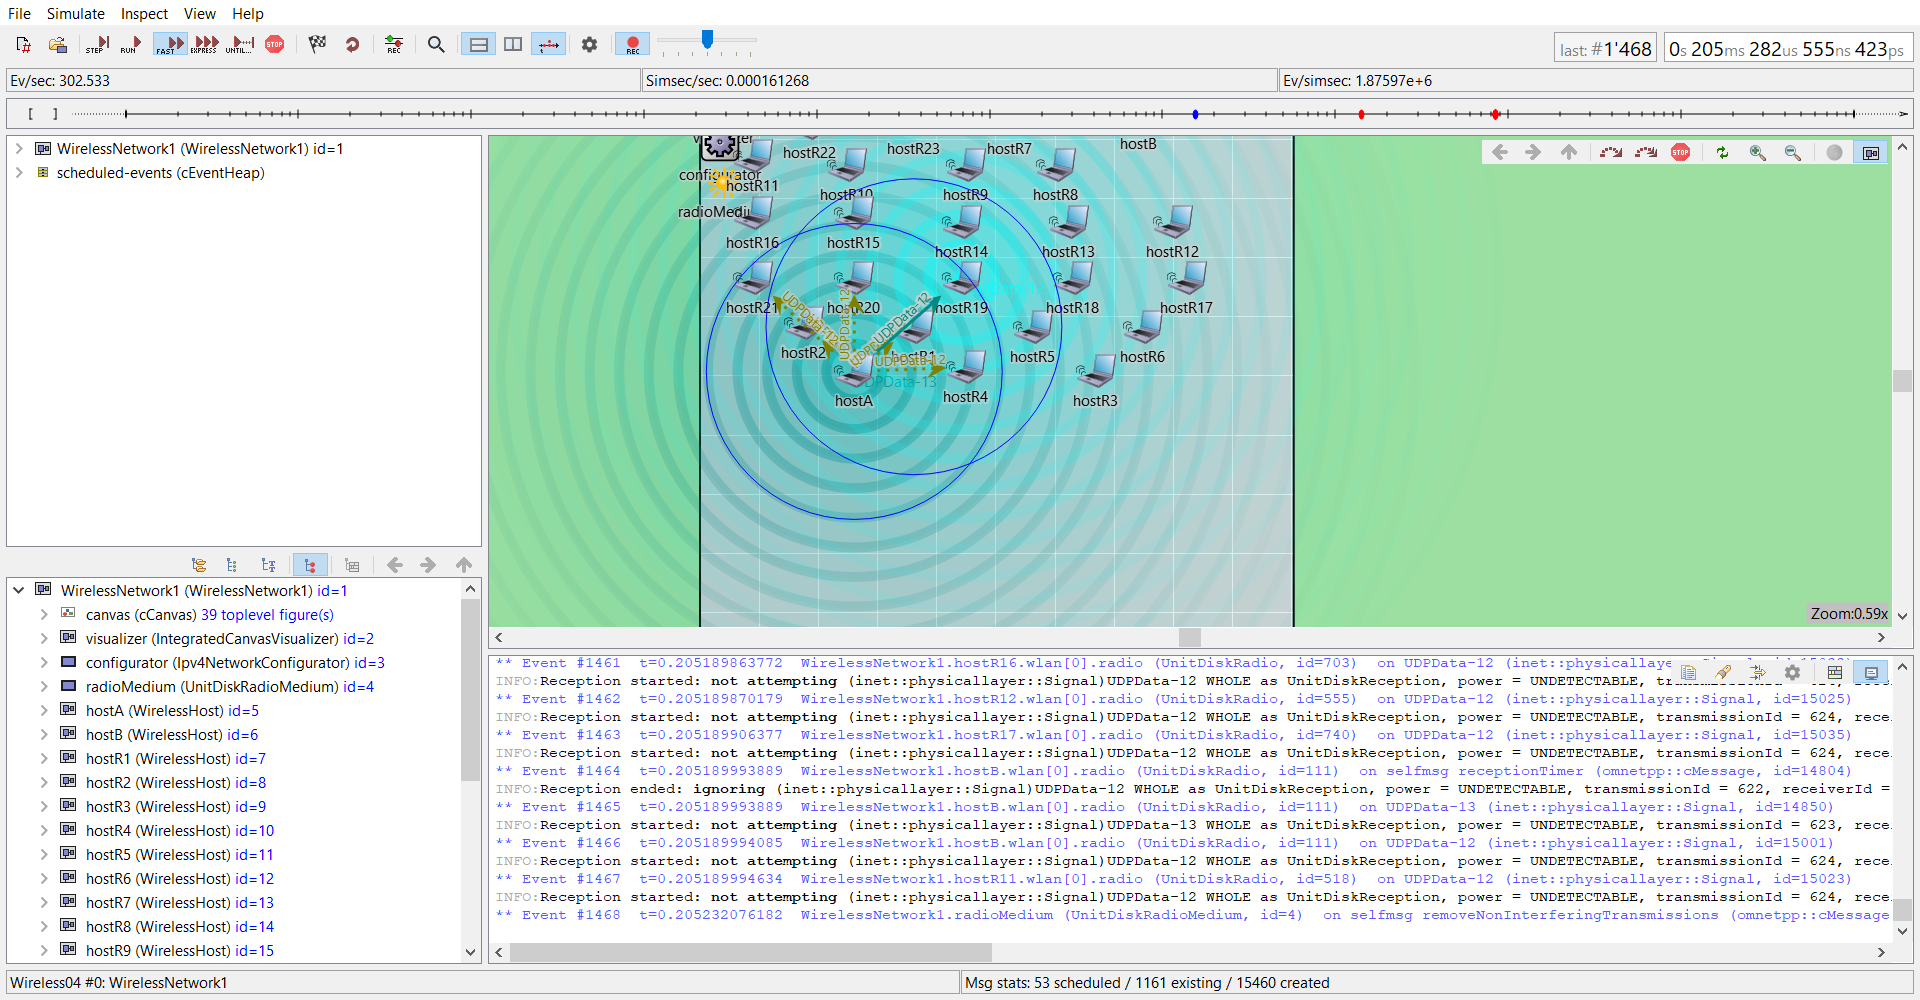 File Simulate Inspect View Help
STEP RUN FAST EXPRESS UNTIL... STOP REC REC
last: #1'468 0s 205ms 282us 555ns 423ps
Ev/sec: 302.533 Simsec/sec: 0.000161268 Ev/simsec: 1.87597e+6
[ ]
WirelessNetwork1 (WirelessNetwork1) id=1
scheduled-events (cEventHeap)
WirelessNetwork1 (WirelessNetwork1) id=1
canvas (cCanvas) 39 toplevel figure(s)
visualizer (IntegratedCanvasVisualizer) id=2
configurator (Ipv4NetworkConfigurator) id=3
radioMedium (UnitDiskRadioMedium) id=4
hostA (WirelessHost) id=5
hostB (WirelessHost) id=6
hostR1 (WirelessHost) id=7
hostR2 (WirelessHost) id=8
hostR3 (WirelessHost) id=9
hostR4 (WirelessHost) id=10
hostR5 (WirelessHost) id=11
hostR6 (WirelessHost) id=12
hostR7 (WirelessHost) id=13
hostR8 (WirelessHost) id=14
hostR9 (WirelessHost) id=15
hostR22 hostR23 hostR7 hostB
STOP
configurator
hostR11 hostR10 hostR9 hostR8
radioMedi
hostR16 hostR15 hostR14 hostR13 hostR12
hostR21 hostR20 hostR19 hostR18 hostR17
UDPData-12 UDPData-12 UDPData-12
hostR2 hostR1 hostR5 hostR6
UDPData-12
DPData-13
hostA hostR4 hostR3
Zoom:0.59x
** Event #1461 t=0.205189863772 WirelessNetwork1.hostR16.wlan[0].radio (UnitDiskRadio, id=703) on UDPData-12 (inet::physicallayer::Signal,
INFO:Reception started: not attempting (inet::physicallayer::Signal)UDPData-12 WHOLE as UnitDiskReception, power = UNDETECTABLE,
** Event #1462 t=0.205189870179 WirelessNetwork1.hostR12.wlan[0].radio (UnitDiskRadio, id=555) on UDPData-12 (inet::physicallayer::Signal, id=15025)
INFO:Reception started: not attempting (inet::physicallayer::Signal)UDPData-12 WHOLE as UnitDiskReception, power = UNDETECTABLE, transmissionId = 624, recei
** Event #1463 t=0.205189906377 WirelessNetwork1.hostR17.wlan[0].radio (UnitDiskRadio, id=740) on UDPData-12 (inet::physicallayer::Signal, id=15035)
INFO:Reception started: not attempting (inet::physicallayer::Signal)UDPData-12 WHOLE as UnitDiskReception, power = UNDETECTABLE, transmissionId = 624, recei
** Event #1464 t=0.205189993889 WirelessNetwork1.hostB.wlan[0].radio (UnitDiskRadio, id=111) on selfmsg receptionTimer (omnetpp::cMessage, id=14804)
INFO:Reception ended: ignoring (inet::physicallayer::Signal)UDPData-12 WHOLE as UnitDiskReception, power = UNDETECTABLE, transmissionId = 622, receiverId =
** Event #1465 t=0.205189993889 WirelessNetwork1.hostB.wlan[0].radio (UnitDiskRadio, id=111) on UDPData-13 (inet::physicallayer::Signal, id=14850)
INFO:Reception started: not attempting (inet::physicallayer::Signal)UDPData-13 WHOLE as UnitDiskReception, power = UNDETECTABLE, transmissionId = 623, recei
** Event #1466 t=0.205189994085 WirelessNetwork1.hostB.wlan[0].radio (UnitDiskRadio, id=111) on UDPData-12 (inet::physicallayer::Signal, id=15001)
INFO:Reception started: not attempting (inet::physicallayer::Signal)UDPData-12 WHOLE as UnitDiskReception, power = UNDETECTABLE, transmissionId = 624, recei
** Event #1467 t=0.205189994634 WirelessNetwork1.hostR11.wlan[0].radio (UnitDiskRadio, id=518) on UDPData-12 (inet::physicallayer::Signal, id=15023)
INFO:Reception started: not attempting (inet::physicallayer::Signal)UDPData-12 WHOLE as UnitDiskReception, power = UNDETECTABLE, transmissionId = 624, recei
** Event #1468 t=0.205232076182 WirelessNetwork1.radioMedium (UnitDiskRadioMedium, id=4) on selfmsg removeNonInterferingTransmissions (omnetpp::cMessage
Wireless04 #0: WirelessNetwork1 Msg stats: 53 scheduled / 1161 existing / 15460 created